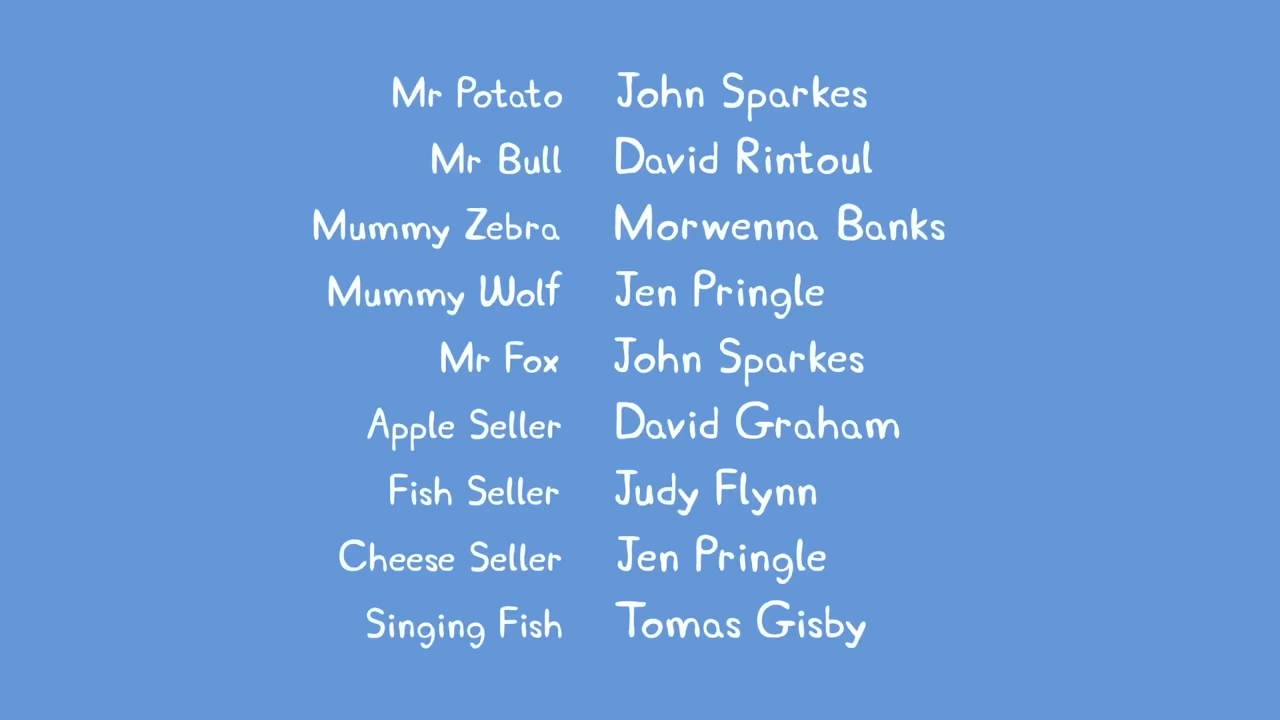 Mr Potato John Sparkes
Mr Bull David Rintoul
Mummy Zebra Morwenna Banks
Mummy Wolf Jen Pringle
Mr Fox John Sparkes
Apple Seller David Graham
Fish Seller Judy Flynn
Cheese Seller Jen Pringle
Singing Fish Tomas Gisby